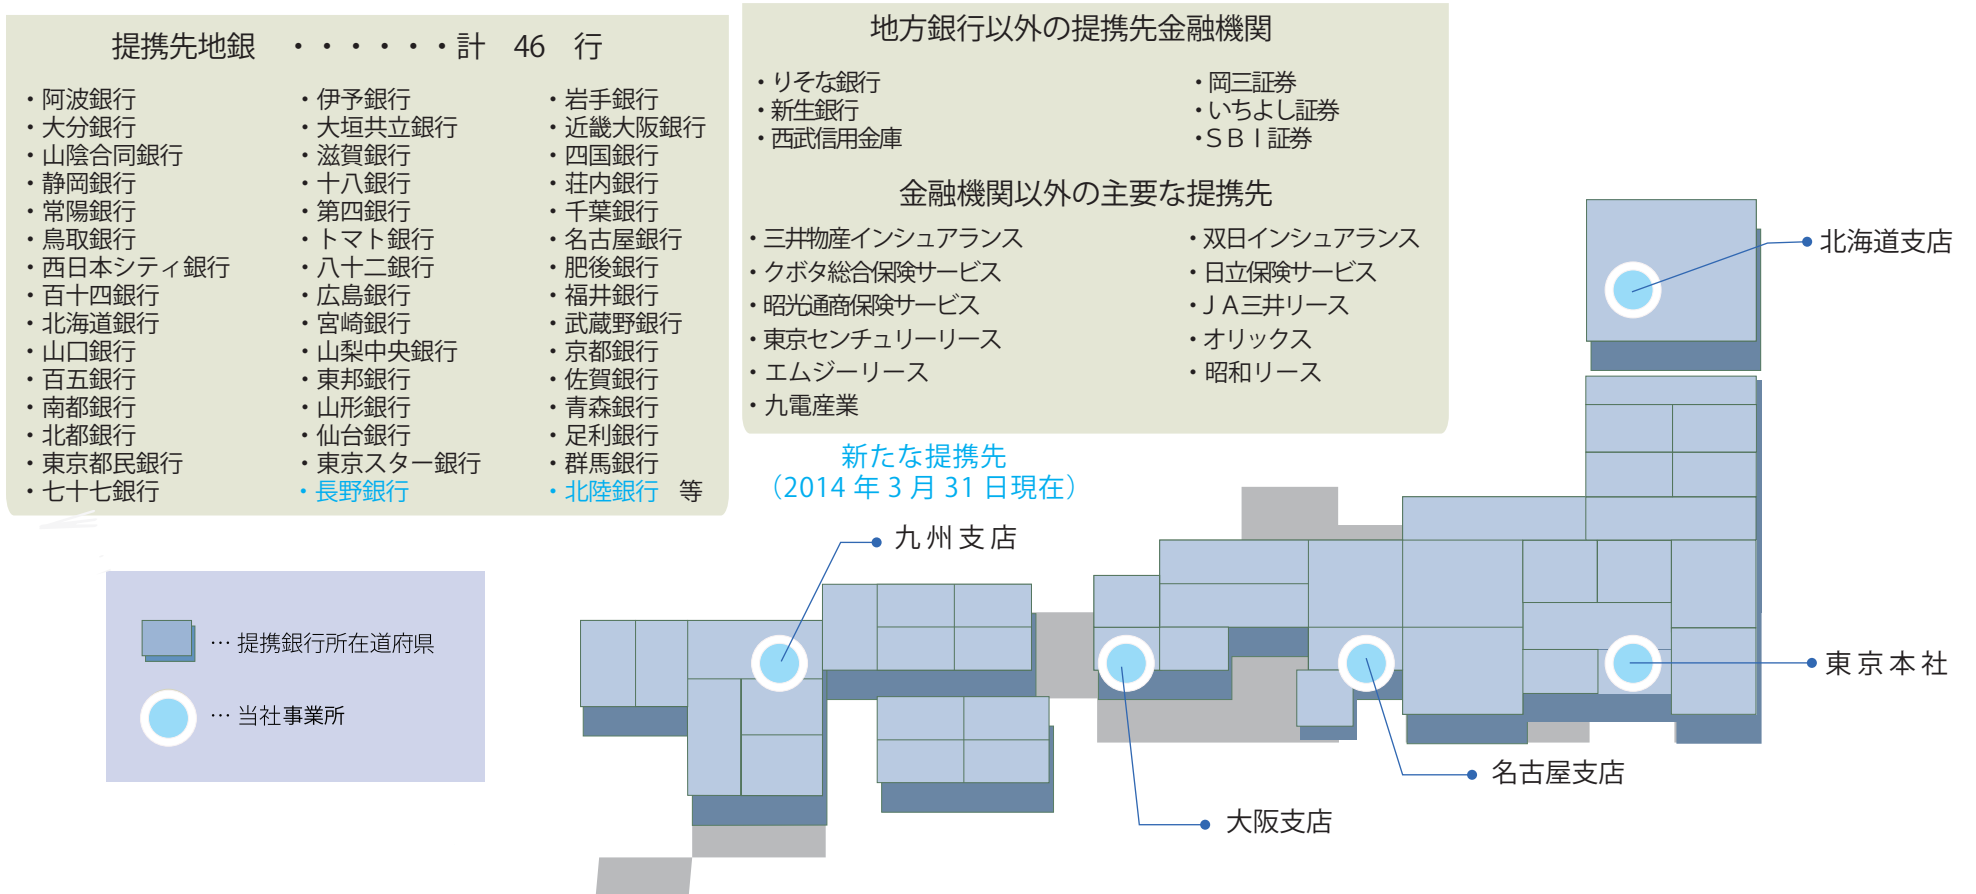 提携先地銀　・・・・・・計　46　行
・阿波銀行
・大分銀行
・山陰合同銀行
・静岡銀行
・常陽銀行
・鳥取銀行
・西日本シティ銀行
・百十四銀行
・北海道銀行
・山口銀行
・百五銀行
・南都銀行
・北都銀行
・東京都民銀行
・七十七銀行
・伊予銀行
・大垣共立銀行
・滋賀銀行
・十八銀行
・第四銀行
・トマト銀行
・八十二銀行
・広島銀行
・宮崎銀行
・山梨中央銀行
・東邦銀行
・山形銀行
・仙台銀行
・東京スター銀行
・長野銀行
・岩手銀行
・近畿大阪銀行
・四国銀行
・荘内銀行
・千葉銀行
・名古屋銀行
・肥後銀行
・福井銀行
・武蔵野銀行
・京都銀行
・佐賀銀行
・青森銀行
・足利銀行
・群馬銀行
・北陸銀行　等
地方銀行以外の提携先金融機関
・りそな銀行
・新生銀行
・西武信用金庫
・岡三証券
・いちよし証券
・ＳＢＩ証券
金融機関以外の主要な提携先
・三井物産インシュアランス
・クボタ総合保険サービス
・昭光通商保険サービス
・東京センチュリーリース
・エムジーリース
・九電産業
・双日インシュアランス
・日立保険サービス
・ＪＡ三井リース
・オリックス
・昭和リース
新たな提携先
（2014 年 3 月 31 日現在）
北海道支店
九州支店
東京本社
名古屋支店
大阪支店
… 提携銀行所在道府県
… 当社事業所